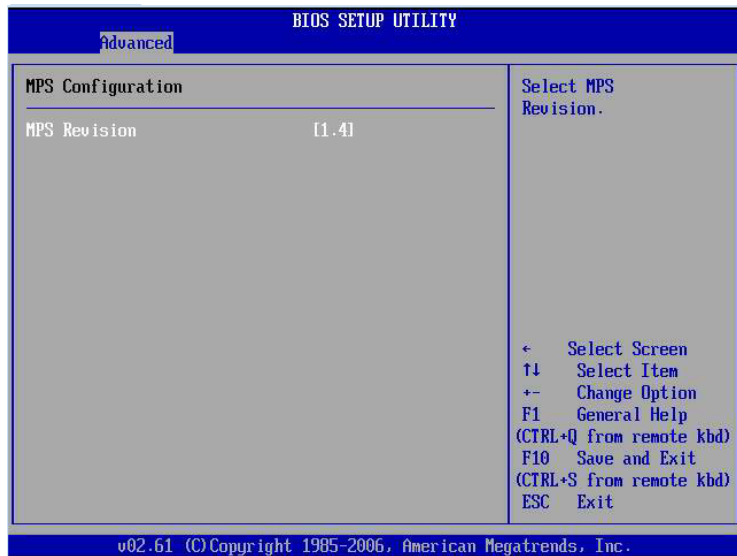 BIOS SETUP UTILITY
Advanced
MPS Configuration
MPS Revision [1.4]
Select MPS
Revision.
← Select Screen
↑↓ Select Item
+- Change Option
F1 General Help
(CTRL+Q from remote kbd)
F10 Save and Exit
(CTRL+S from remote kbd)
ESC Exit
v02.61 (C)Copyright 1985-2006, American Megatrends, Inc.